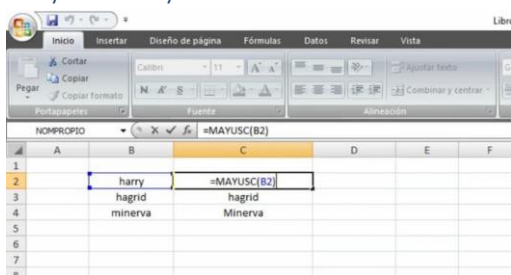 Libro
Inicio Insertar Diseño de página Fórmulas Datos Revisar Vista
Cortar
Copiar
Copiar formato
Pegar
Calibri 11 A A
N K S A
Ajustar texto
Combinar y centrar
Portapapeles Fuente Alineación
NOMPROPIO fx =MAYUSC(B2)
A B C D E F
1
2 harry =MAYUSC(B2)
3 hagrid hagrid
4 minerva Minerva
5
6
7